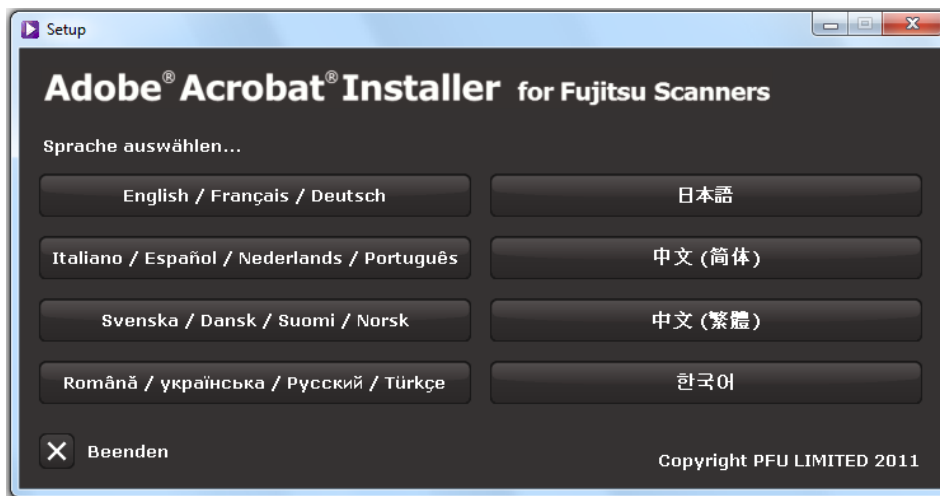 Setup
Adobe® Acrobat® Installer for Fujitsu Scanners
Sprache auswählen...
English / Français / Deutsch
日本語
Italiano / Español / Nederlands / Português
中文 (简体)
Svenska / Dansk / Suomi / Norsk
中文 (繁體)
Română / українська / Русский / Türkçe
한국어
Beenden
Copyright PFU LIMITED 2011